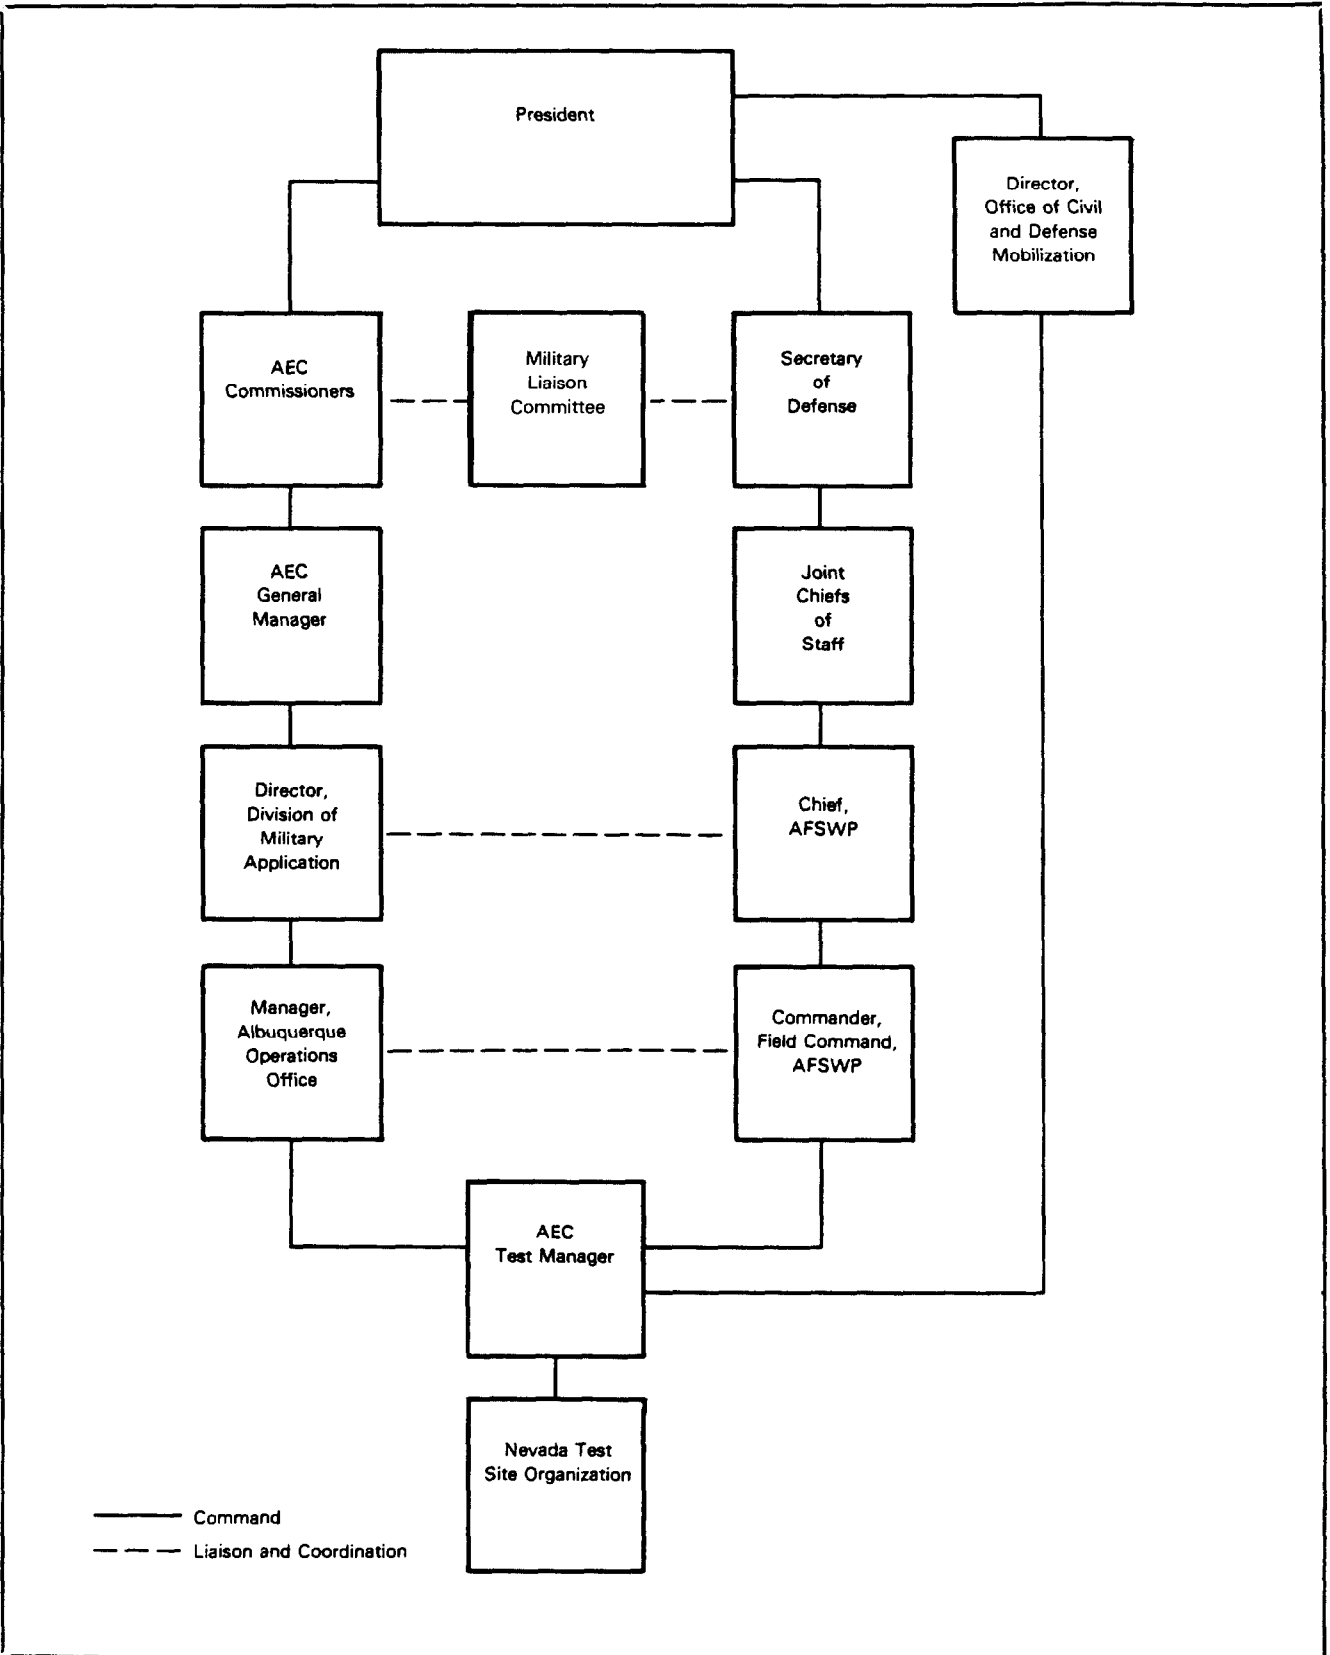 President
Director,
Office of Civil
and Defense
Mobilization
AEC
Commissioners
Military
Liaison
Committee
Secretary
of
Defense
AEC
General
Manager
Joint
Chiefs
of
Staff
Director,
Division of
Military
Application
Chief,
AFSWP
Manager,
Albuquerque
Operations
Office
Commander,
Field Command,
AFSWP
AEC
Test Manager
Nevada Test
Site Organization
Command
Liaison and Coordination